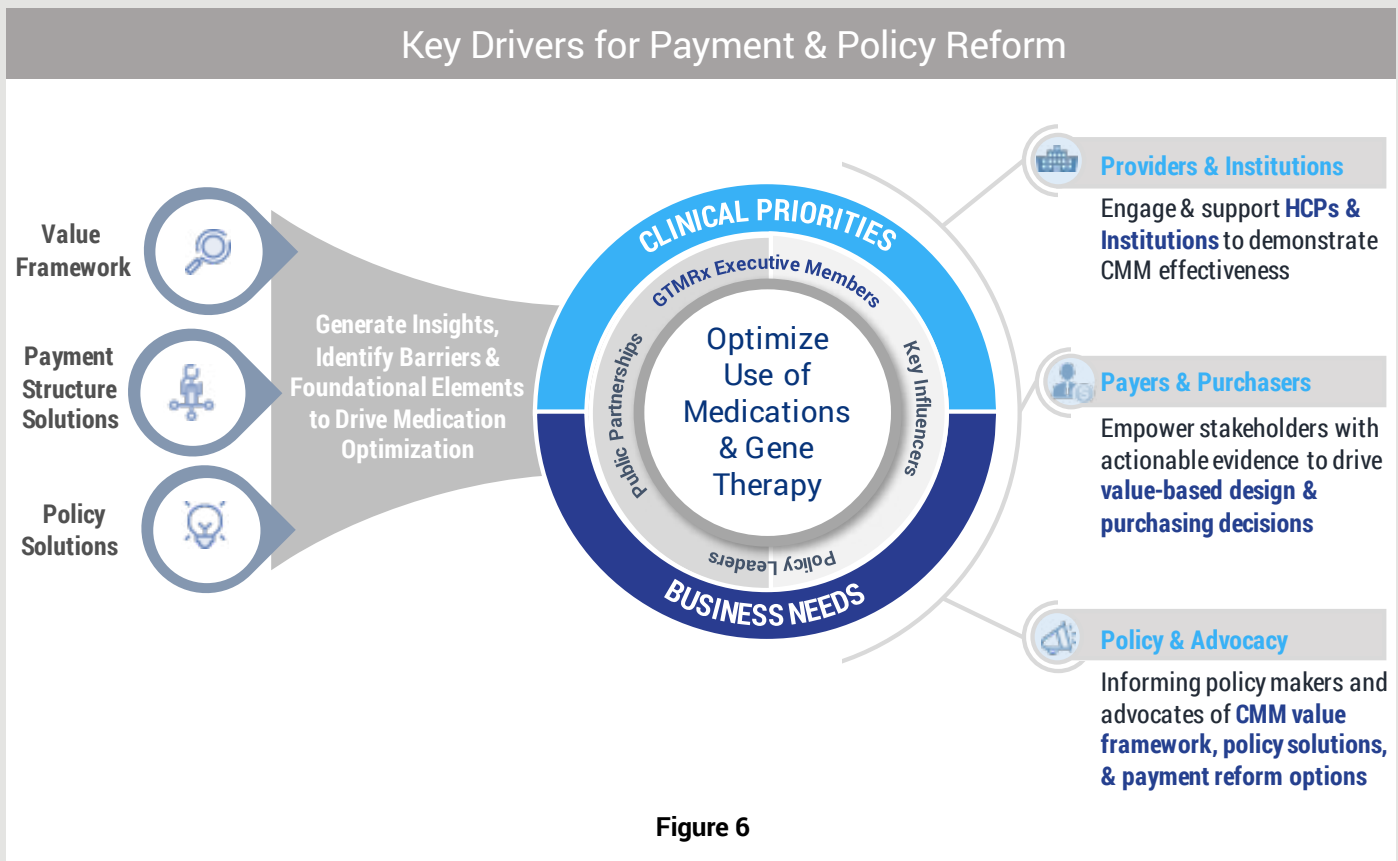 Key Drivers for Payment & Policy Reform
Value
Framework
Payment
Structure
Solutions
Policy
Solutions
Generate Insights,
Identify Barriers &
Foundational Elements
to Drive Medication
Optimization
CLINICAL PRIORITIES
GTMRx Executive Members
Public Partnerships
Key Influencers
Optimize
Use of
Medications
& Gene
Therapy
Policy Leaders
BUSINESS NEEDS
Providers & Institutions
Engage & support HCPs &
Institutions to demonstrate
CMM effectiveness
Payers & Purchasers
Empower stakeholders with
actionable evidence to drive
value-based design &
purchasing decisions
Policy & Advocacy
Informing policy makers and
advocates of CMM value
framework, policy solutions,
& payment reform options
Figure 6